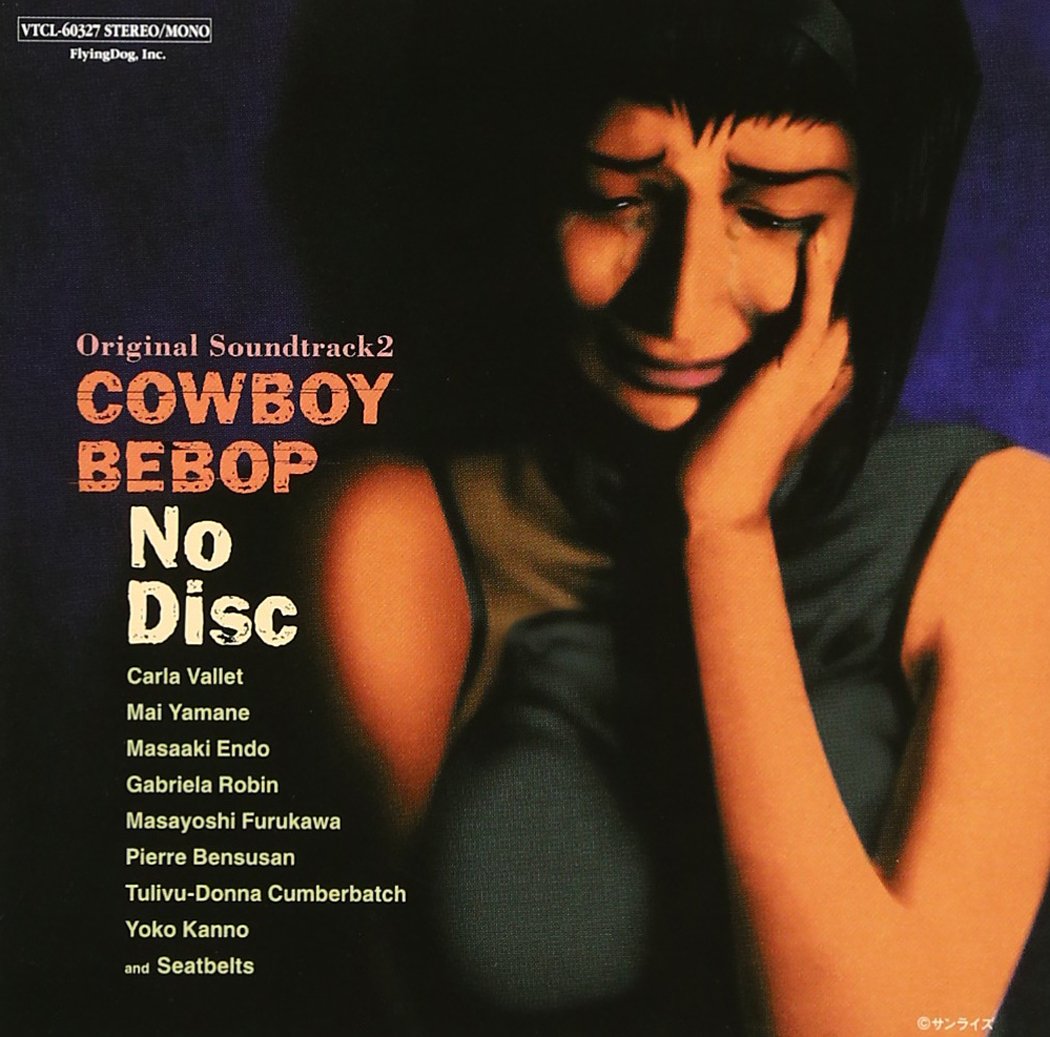 VTCL-60327 STEREO/MONO
FlyingDog, Inc.
Original Soundtrack2
COWBOY
BEBOP
No
Disc
Carla Vallet
Mai Yamane
Masaaki Endo
Gabriela Robin
Masayoshi Furukawa
Pierre Bensusan
Tulivu-Donna Cumberbatch
Yoko Kanno
and Seatbelts
©サンライズ